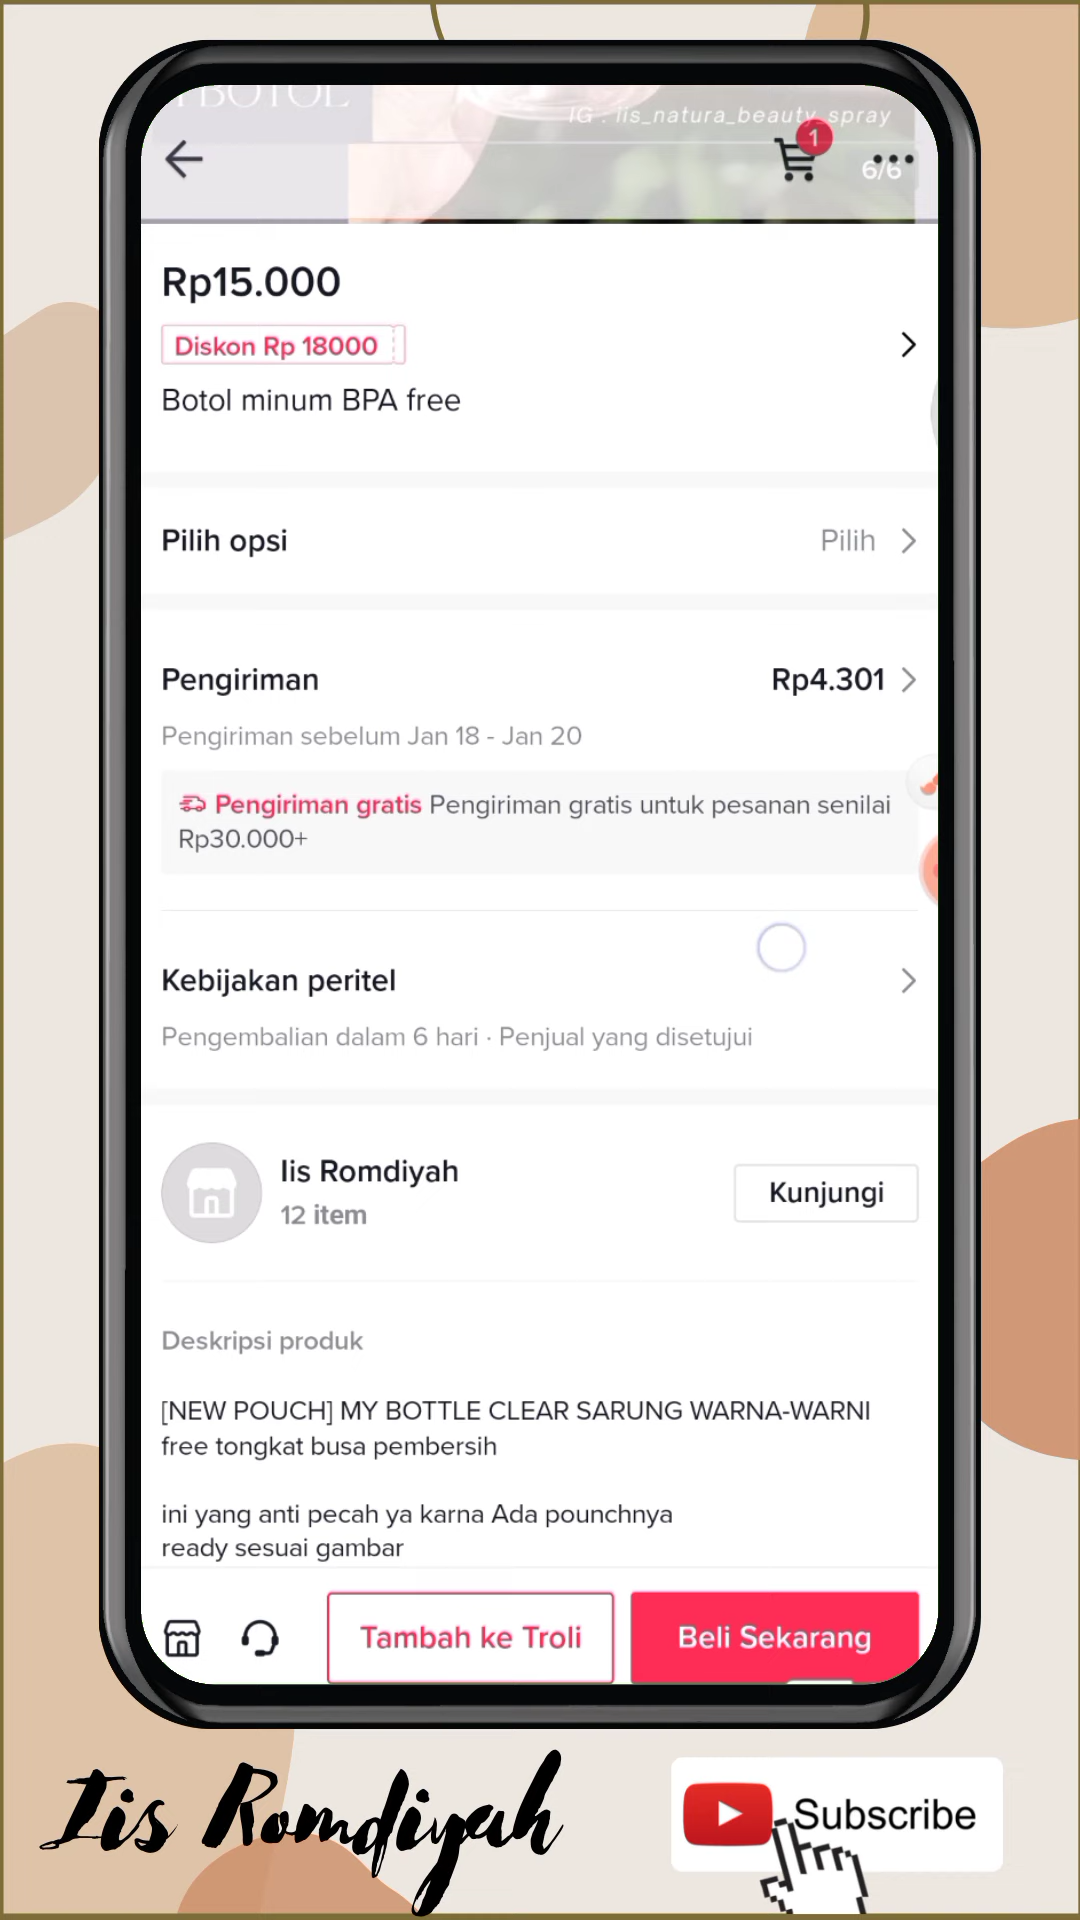 BOTOL
IG : iis_natura_beauty_spray
1
6/6
Rp15.000
Diskon Rp 18000
Botol minum BPA free
Pilih opsi
Pilih
Pengiriman
Rp4.301
Pengiriman sebelum Jan 18 - Jan 20
Pengiriman gratis Pengiriman gratis untuk pesanan senilai
Rp30.000+
Kebijakan peritel
Pengembalian dalam 6 hari · Penjual yang disetujui
Iis Romdiyah
12 item
Kunjungi
Deskripsi produk
[NEW POUCH] MY BOTTLE CLEAR SARUNG WARNA-WARNI
free tongkat busa pembersih
ini yang anti pecah ya karna Ada pounchnya
ready sesuai gambar
Tambah ke Troli
Beli Sekarang
Iis Romdiyah
Subscribe